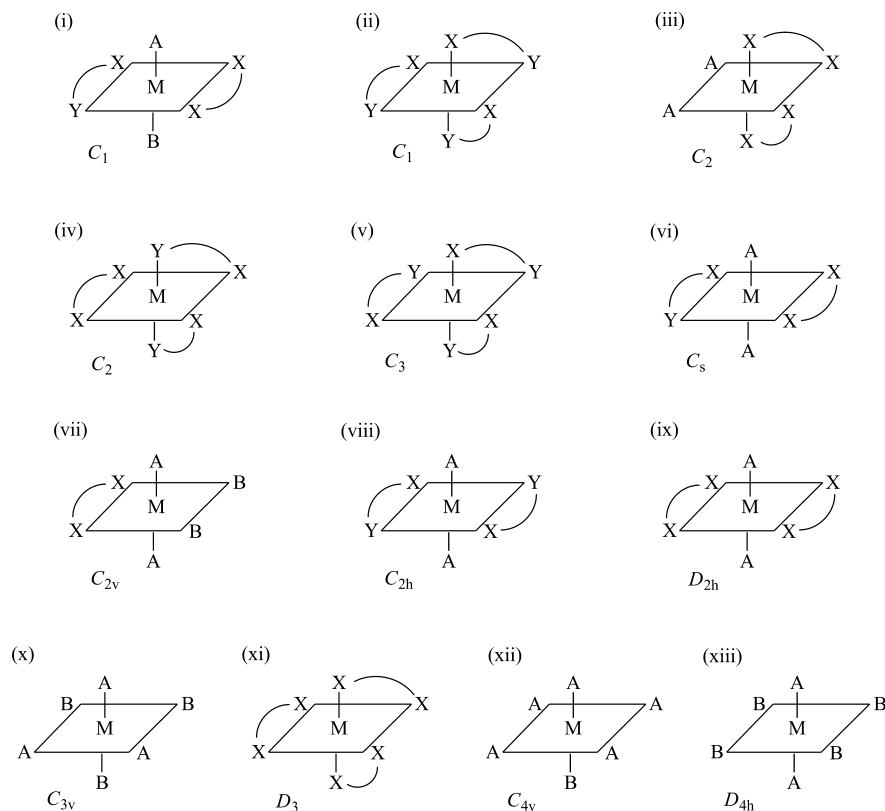 (i) (ii) (iii)
A X X
X X X Y A X
M M M
Y X Y X A X
B Y X
C1 C1 C2
(iv) (v) (vi)
Y X A
X X Y Y X X
M M M
X X X X Y X
Y Y A
C2 C3 Cs
(vii) (viii) (ix)
A A A
X B X Y X X
M M M
X B Y X X X
A A A
C2v C2h D2h
(x) (xi) (xii) (xiii)
A X A A
B B X X A A B B
M M M M
A A X X A A B B
B X B A
C3v D3 C4v D4h